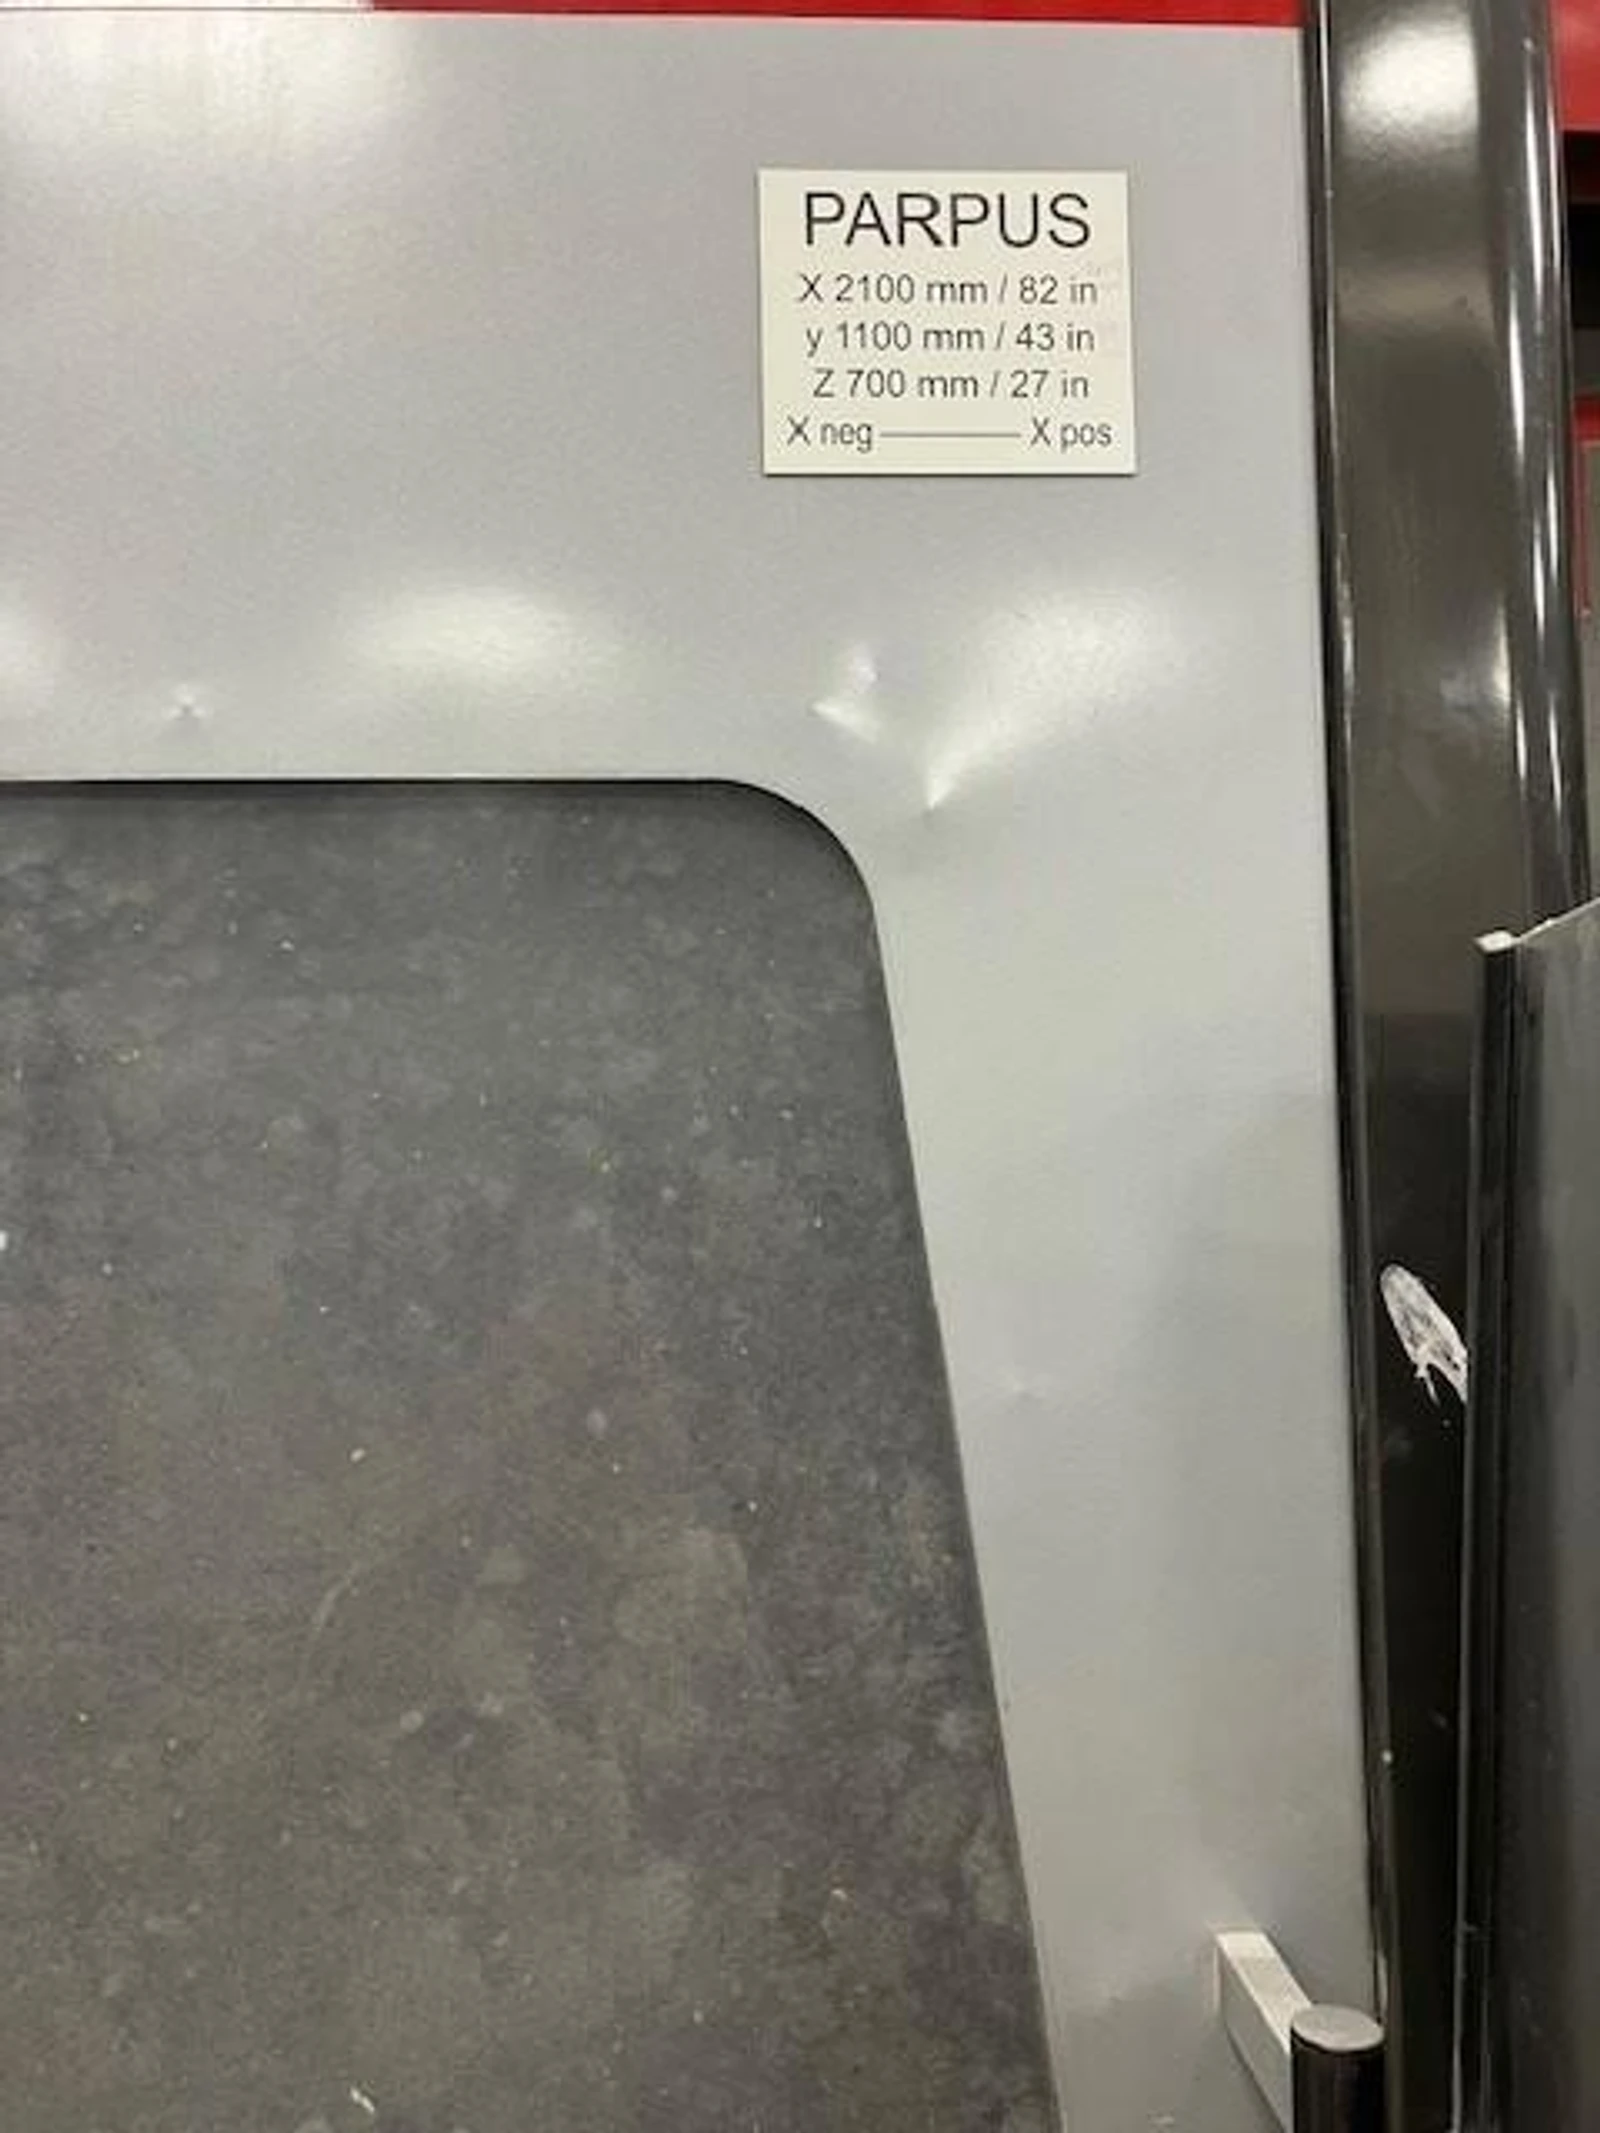 PARPUS
X 2100 mm / 82 in
y 1100 mm / 43 in
Z 700 mm / 27 in
X neg ——— X pos